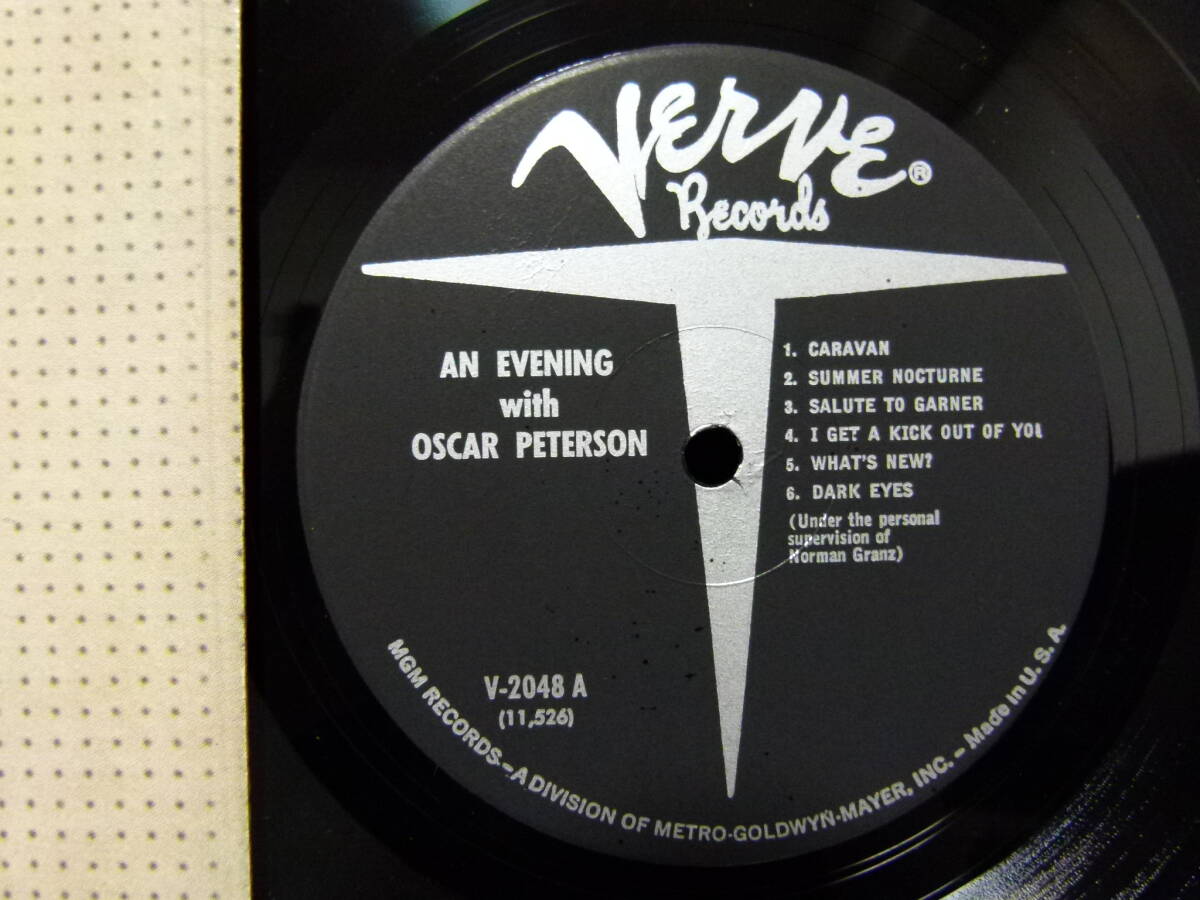 VERVE ®
Records
AN EVENING
with
OSCAR PETERSON
1. CARAVAN
2. SUMMER NOCTURNE
3. SALUTE TO GARNER
4. I GET A KICK OUT OF YOU
5. WHAT'S NEW?
6. DARK EYES
(Under the personal
supervision of
Norman Granz)
V-2048 A
(11,526)
MGM RECORDS - A DIVISION OF METRO-GOLDWYN-MAYER, INC. - Made in U. S. A.